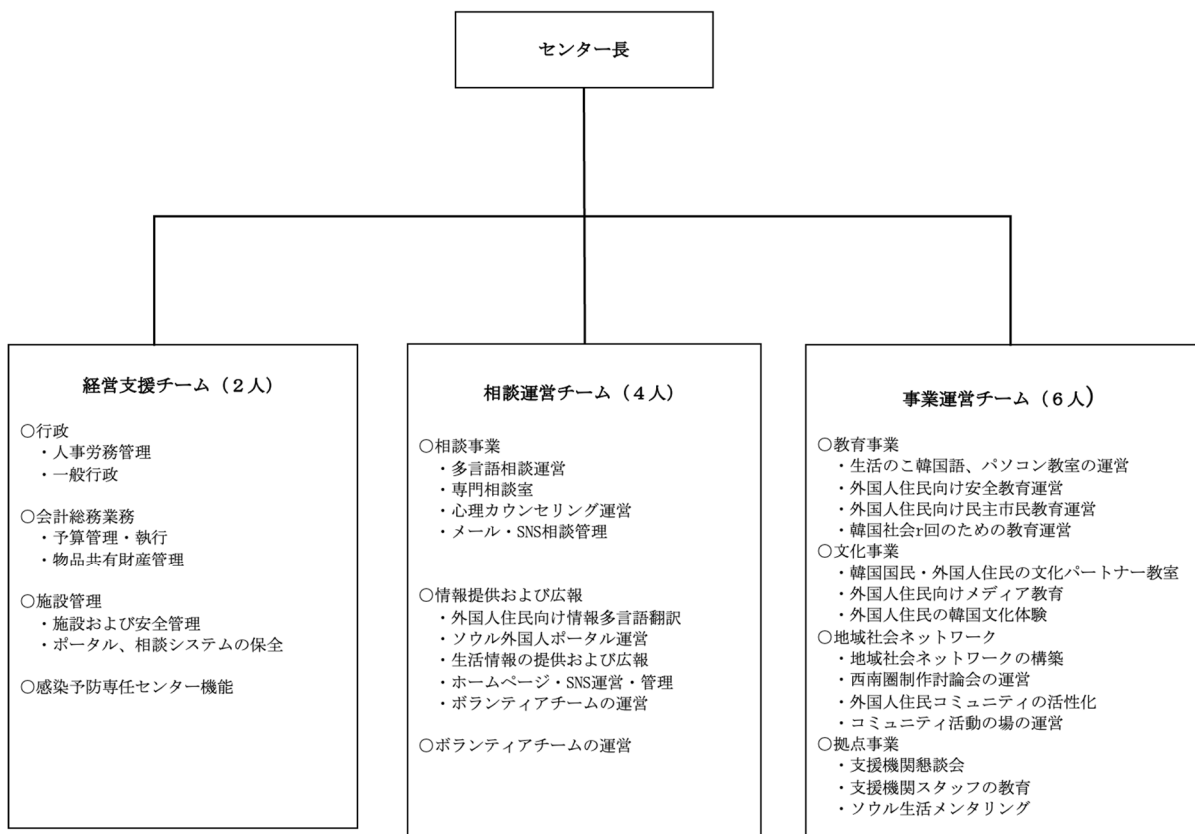 センター長
経営支援チーム（２人）
○行政
・人事労務管理
・一般行政
○会計総務業務
・予算管理・執行
・物品共有財産管理
○施設管理
・施設および安全管理
・ポータル、相談システムの保全
○感染予防専任センター機能
相談運営チーム（４人）
○相談事業
・多言語相談運営
・専門相談室
・心理カウンセリング運営
・メール・SNS相談管理
○情報提供および広報
・外国人住民向け情報多言語翻訳
・ソウル外国人ポータル運営
・生活情報の提供および広報
・ホームページ・SNS運営・管理
・ボランティアチームの運営
○ボランティアチームの運営
事業運営チーム（６人）
○教育事業
・生活のこ韓国語、パソコン教室の運営
・外国人住民向け安全教育運営
・外国人住民向け民主市民教育運営
・韓国社会r回のための教育運営
○文化事業
・韓国国民・外国人住民の文化パートナー教室
・外国人住民向けメディア教育
・外国人住民の韓国文化体験
○地域社会ネットワーク
・地域社会ネットワークの構築
・西南圏制作討論会の運営
・外国人住民コミュニティの活性化
・コミュニティ活動の場の運営
○拠点事業
・支援機関懇談会
・支援機関スタッフの教育
・ソウル生活メンタリング